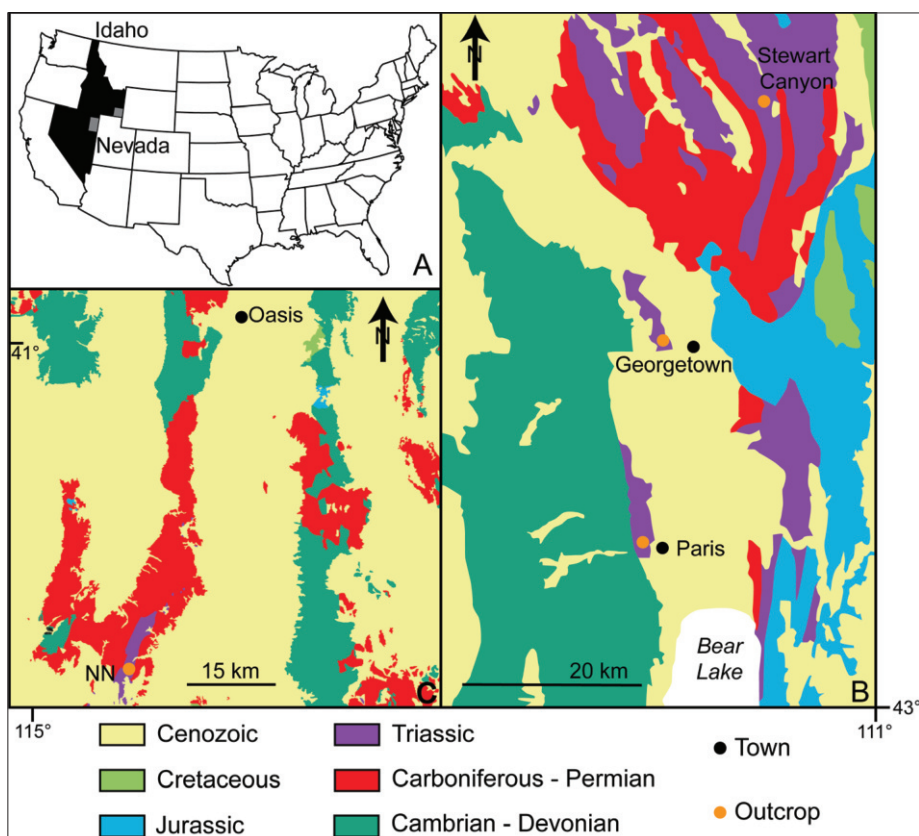 Idaho
Nevada
A
N
Stewart
Canyon
Georgetown
Paris
Bear
Lake
20 km
B
43°
111°
41°
Oasis
N
NN
15 km
C
115°
Cenozoic
Triassic
Town
Cretaceous
Carboniferous - Permian
Jurassic
Cambrian - Devonian
Outcrop